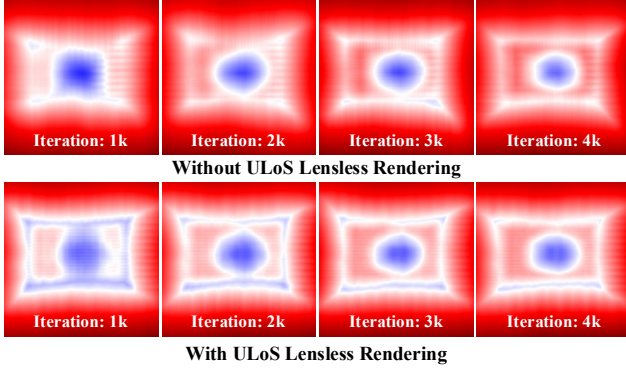 Iteration: 1k Iteration: 2k Iteration: 3k Iteration: 4k
Without ULoS Lensless Rendering
Iteration: 1k Iteration: 2k Iteration: 3k Iteration: 4k
With ULoS Lensless Rendering